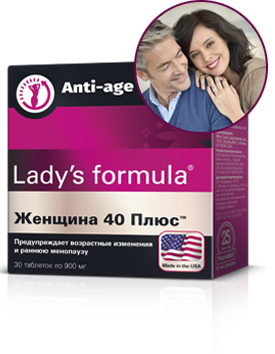 Anti-age
Lady's formula®
Женщина 40 Плюс™
Предупреждает возрастные изменения
и раннюю менопаузу
30 таблеток по 900 мг
Made in the USA
25